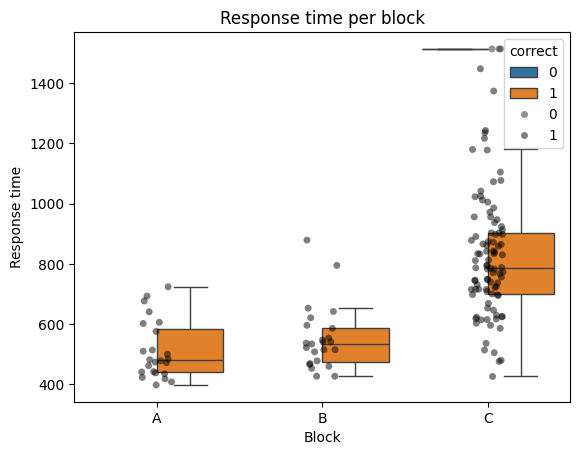 Response time per block
correct
0
1
0
1
1400
1200
1000
800
600
400
Response time
A
B
C
Block